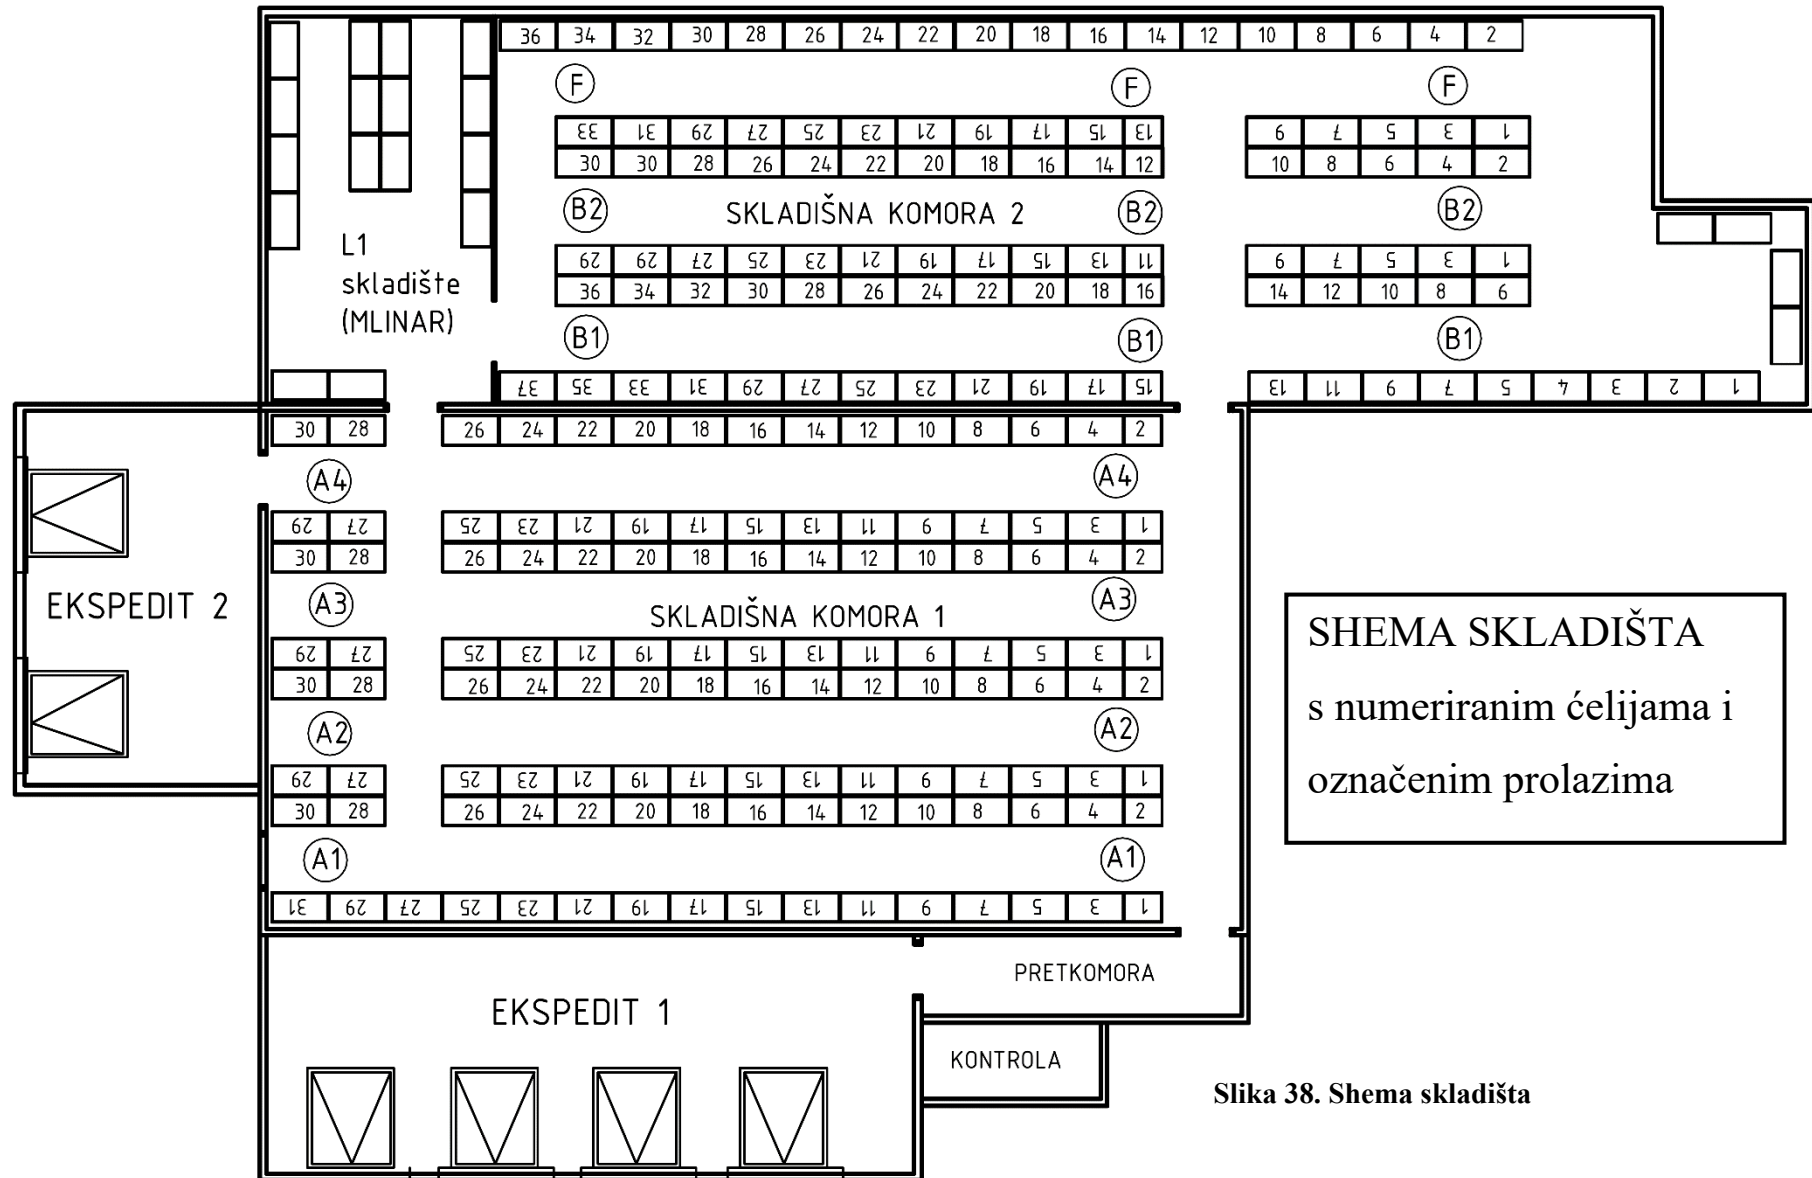 36 34 32 30 28 26 24 22 20 18 16 14 12 10 8 6 4 2
F F F
33 31 29 27 25 23 21 19 17 15 13 9 7 5 3 1
30 30 28 26 24 22 20 18 16 14 12 10 8 6 4 2
B2 SKLADIŠNA KOMORA 2 B2 B2
L1
skladište
(MLINAR)
29 29 27 25 23 21 19 17 15 13 11 9 7 5 3 1
36 34 32 30 28 26 24 22 20 18 16 14 12 10 8 6
B1 B1 B1
37 35 33 31 29 27 25 23 21 19 17 15 13 11 9 7 5 4 3 2 1
30 28 26 24 22 20 18 16 14 12 10 8 6 4 2
A4 A4
29 27 25 23 21 19 17 15 13 11 9 7 5 3 1
30 28 26 24 22 20 18 16 14 12 10 8 6 4 2
EKSPEDIT 2
A3 SKLADIŠNA KOMORA 1 A3
29 27 25 23 21 19 17 15 13 11 9 7 5 3 1
30 28 26 24 22 20 18 16 14 12 10 8 6 4 2
A2 A2
29 27 25 23 21 19 17 15 13 11 9 7 5 3 1
30 28 26 24 22 20 18 16 14 12 10 8 6 4 2
A1 A1
31 29 27 25 23 21 19 17 15 13 11 9 7 5 3 1
SHEMA SKLADIŠTA
s numeriranim ćelijama i
označenim prolazima
PRETKOMORA
EKSPEDIT 1
KONTROLA
Slika 38. Shema skladišta